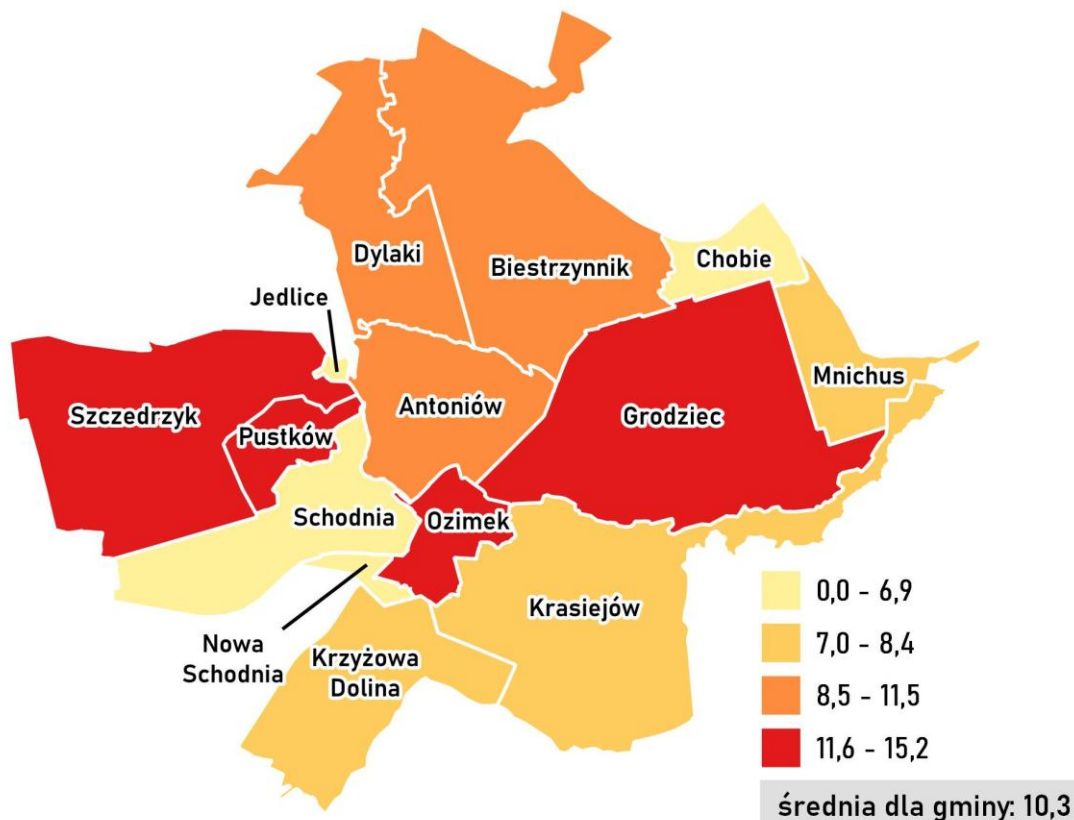 Dylaki
Biestrzynnik
Chobie
Jedlice
Mnichus
Szczedrzyk
Antoniów
Grodziec
Pustków
Schodnia
Ozimek
Krasiejów
Nowa
Schodnia
Krzyżowa
Dolina
0,0 - 6,9
7,0 - 8,4
8,5 - 11,5
11,6 - 15,2
średnia dla gminy: 10,3